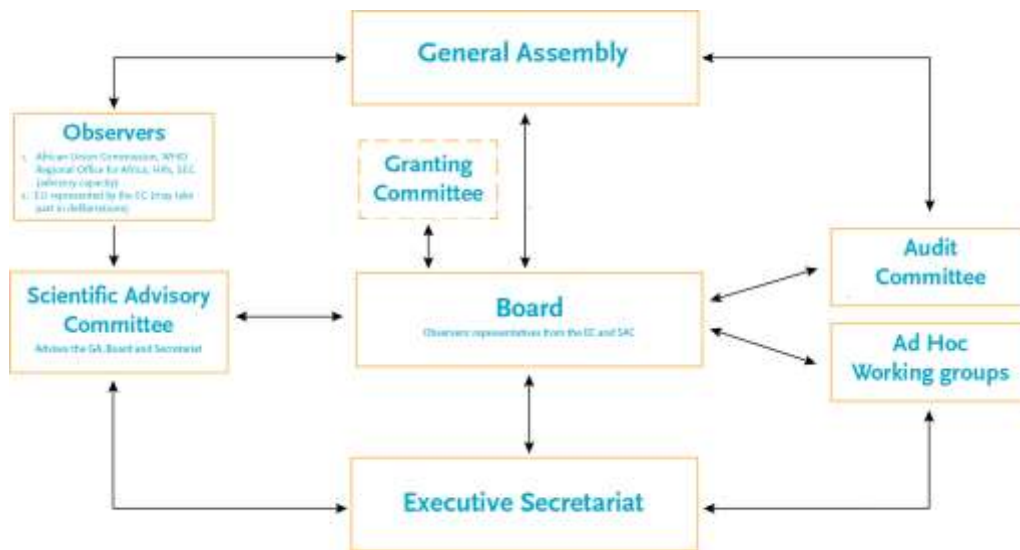 General Assembly
Observers
1. African Union Commission, WHO
Regional Office for Africa, HRs,
(advisory capacity)
2. EU represented by the EC (may take
part in deliberations)
Granting
Committee
Audit
Committee
Scientific Advisory
Committee
Advises the GA, Board and Secretariat
Board
Observers: representatives from the EC and SAC
Ad Hoc
Working groups
Executive Secretariat